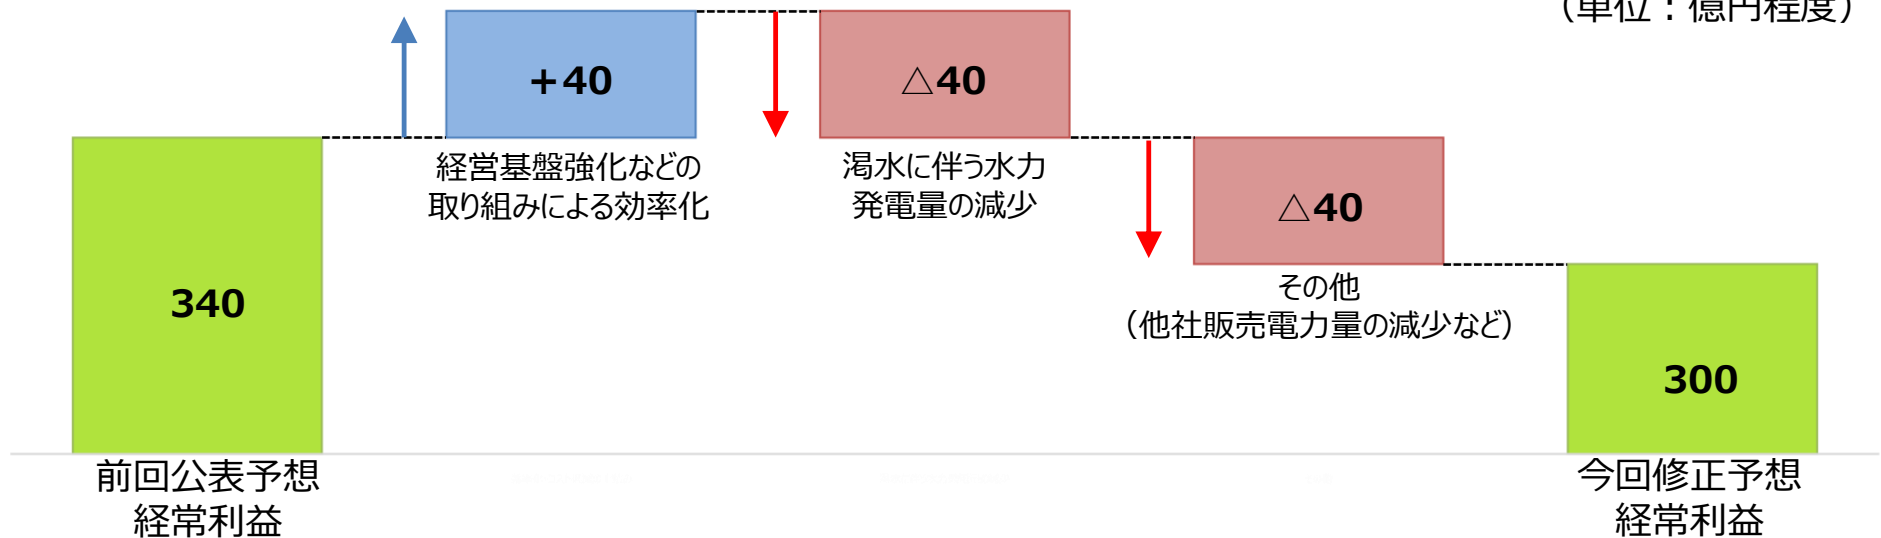 （単位：億円程度）
+40
△40
経営基盤強化などの
取り組みによる効率化
渇水に伴う水力
発電量の減少
△40
その他
（他社販売電力量の減少など）
340
300
前回公表予想
経常利益
今回修正予想
経常利益